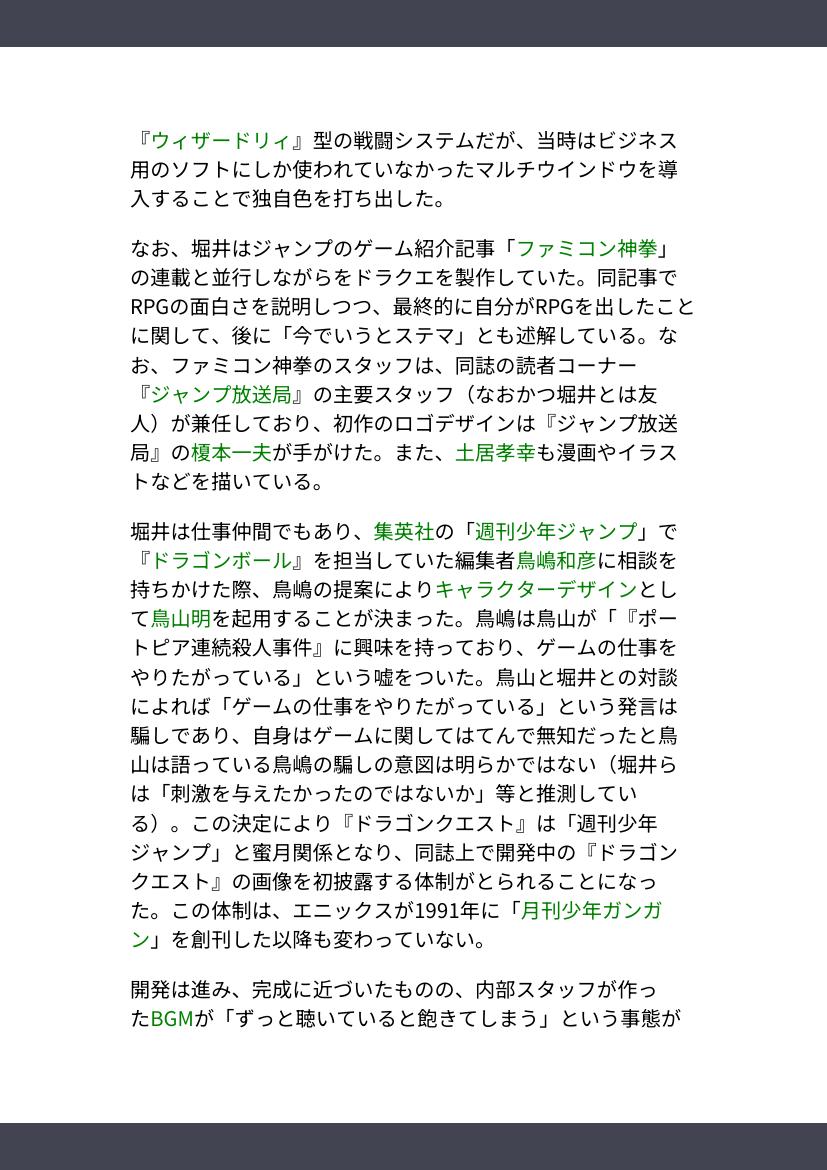 『ウィザードリィ』型の戦闘システムだが、当時はビジネス
用のソフトにしか使われていなかったマルチウインドウを導
入することで独自色を打ち出した。
なお、堀井はジャンプのゲーム紹介記事「ファミコン神拳」
の連載と並行しながらをドラクエを製作していた。同記事で
RPGの面白さを説明しつつ、最終的に自分がRPGを出したこと
に関して、後に「今でいうとステマ」とも述解している。な
お、ファミコン神拳のスタッフは、同誌の読者コーナー
『ジャンプ放送局』の主要スタッフ（なおかつ堀井とは友
人）が兼任しており、初作のロゴデザインは『ジャンプ放送
局』の榎本一夫が手がけた。また、土居孝幸も漫画やイラス
トなどを描いている。
堀井は仕事仲間でもあり、集英社の「週刊少年ジャンプ」で
『ドラゴンボール』を担当していた編集者鳥嶋和彦に相談を
持ちかけた際、鳥嶋の提案によりキャラクターデザインとし
て鳥山明を起用することが決まった。鳥嶋は鳥山が「『ポー
トピア連続殺人事件』に興味を持っており、ゲームの仕事を
やりたがっている」という嘘をついた。鳥山と堀井との対談
によれば「ゲームの仕事をやりたがっている」という発言は
騙しであり、自身はゲームに関してはてんで無知だったと鳥
山は語っている鳥嶋の騙しの意図は明らかではない（堀井ら
は「刺激を与えたかったのではないか」等と推測してい
る）。この決定により『ドラゴンクエスト』は「週刊少年
ジャンプ」と蜜月関係となり、同誌上で開発中の『ドラゴン
クエスト』の画像を初披露する体制がとられることになっ
た。この体制は、エニックスが1991年に「月刊少年ガンガ
ン」を創刊した以降も変わっていない。
開発は進み、完成に近づいたものの、内部スタッフが作っ
たBGMが「ずっと聴いていると飽きてしまう」という事態が